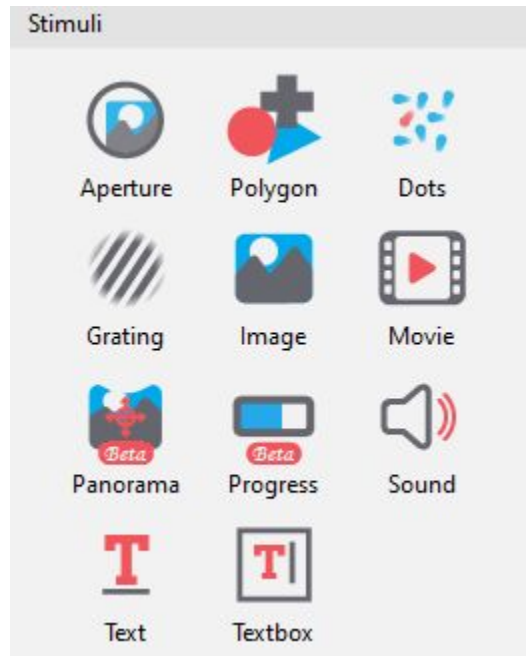 Stimuli
Aperture Polygon Dots
Grating Image Movie
Beta Beta
Panorama Progress Sound
T T
Text Textbox